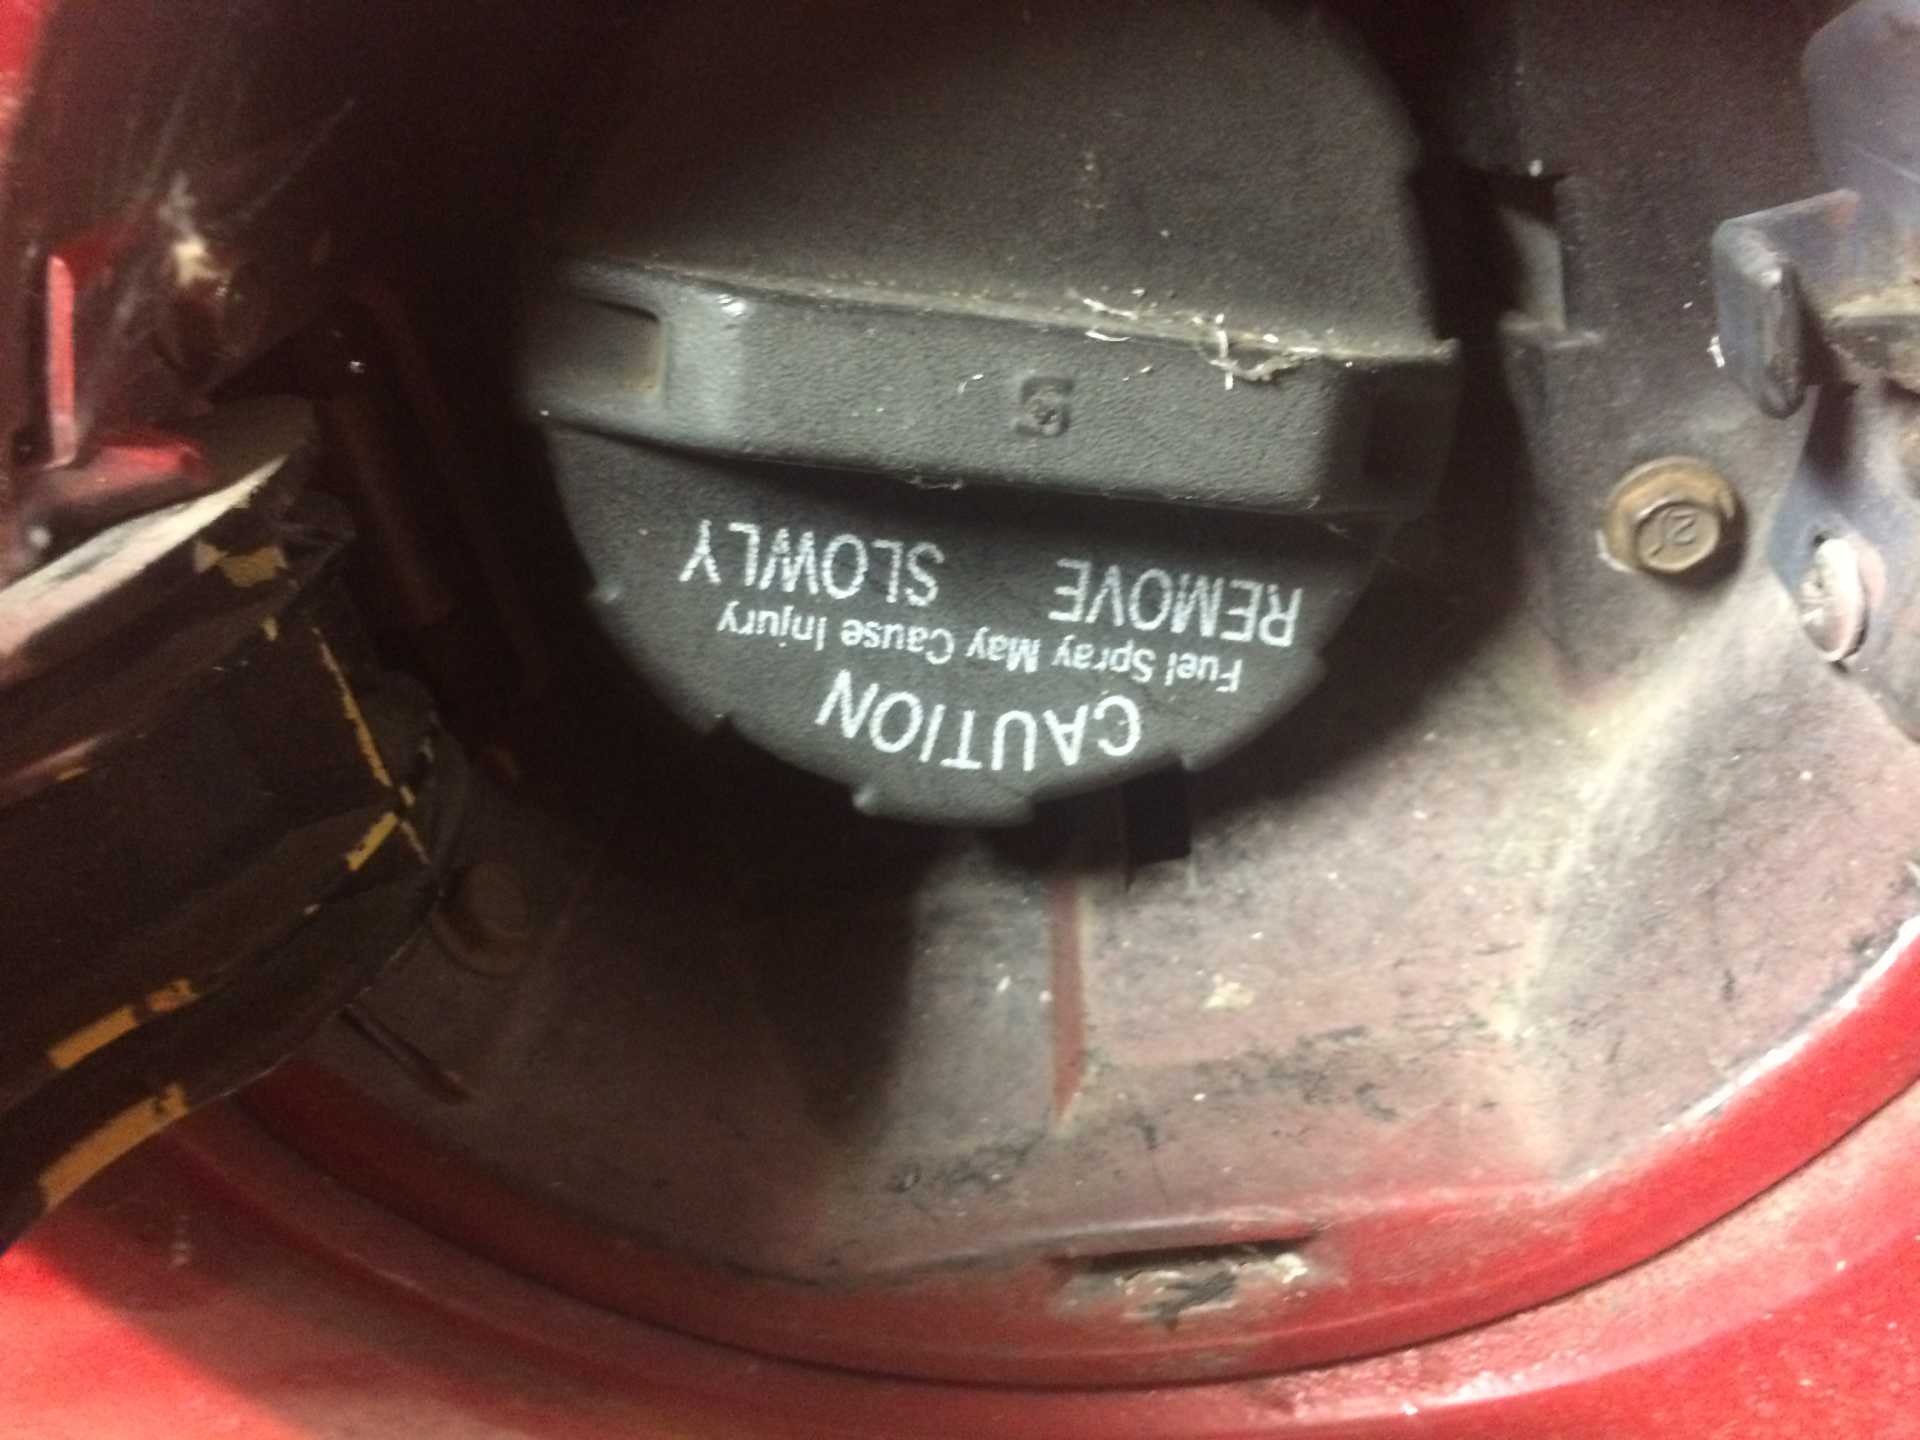 CAUTION
Fuel Spray May Cause Injury
REMOVE SLOWLY